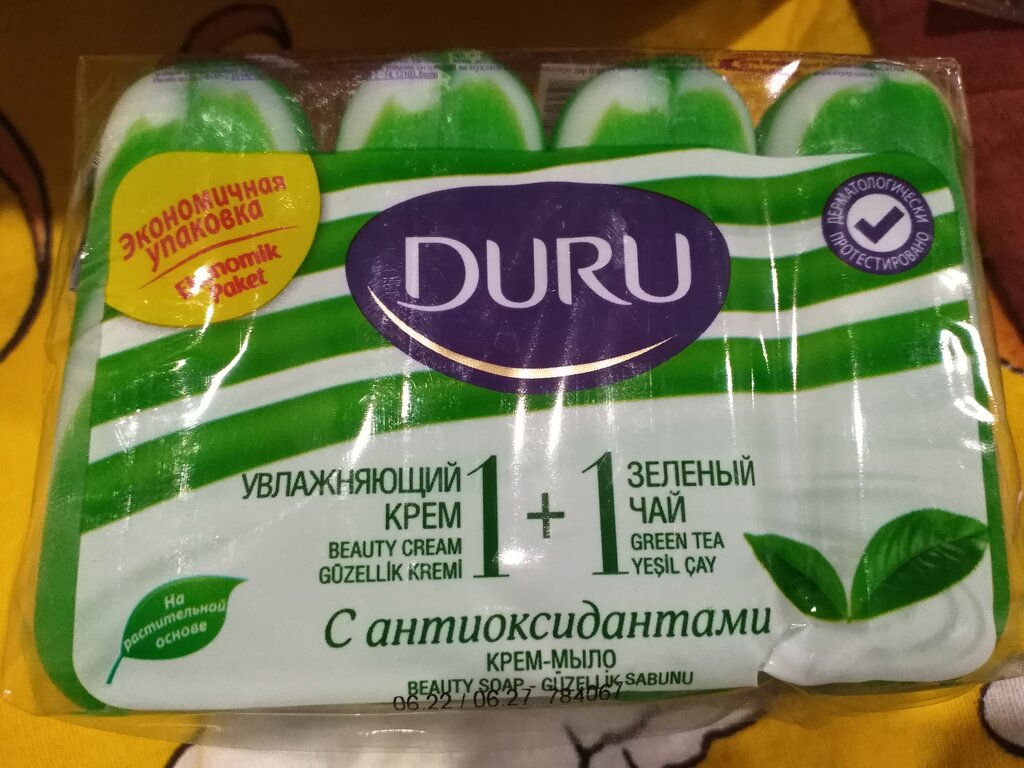 Экономичная
упаковка
Ekonomik
Paket
DURU
ДЕРМАТОЛОГИЧЕСКИ
ПРОТЕСТИРОВАНО
УВЛАЖНЯЮЩИЙ
КРЕМ
BEAUTY CREAM
GÜZELLİK KREMİ
1+1
ЗЕЛЕНЫЙ
ЧАЙ
GREEN TEA
YEŞİL ÇAY
На
растительной
основе
С антиоксидантами
КРЕМ-МЫЛО
BEAUTY SOAP - GÜZELLİK SABUNU
06.22 / 06.27 784067